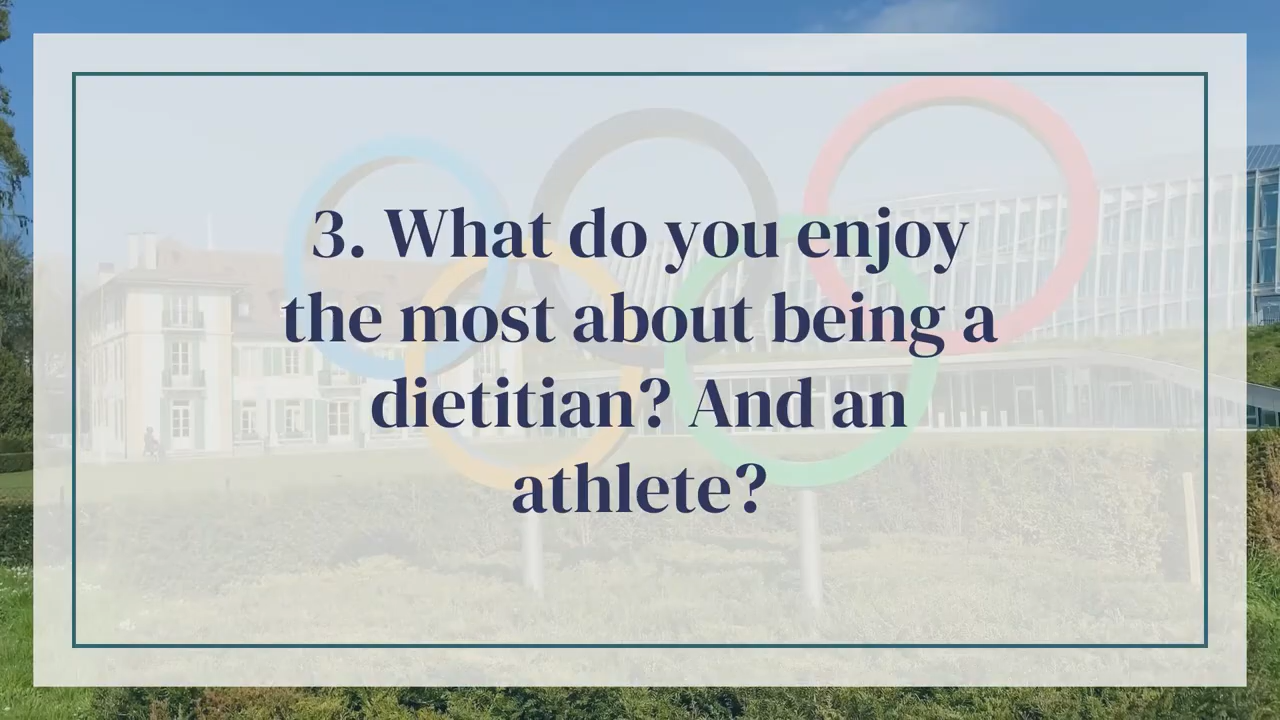 3. What do you enjoy
the most about being a
dietitian? And an
athlete?